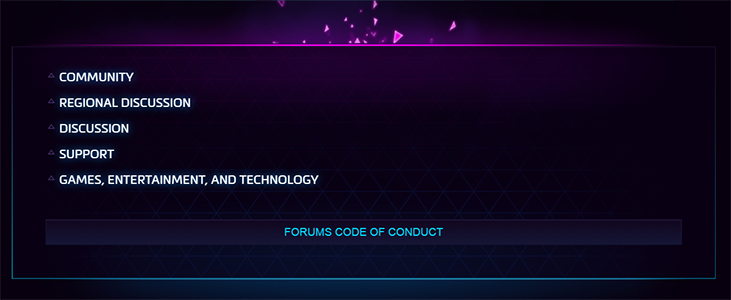 COMMUNITY
REGIONAL DISCUSSION
DISCUSSION
SUPPORT
GAMES, ENTERTAINMENT, AND TECHNOLOGY
FORUMS CODE OF CONDUCT